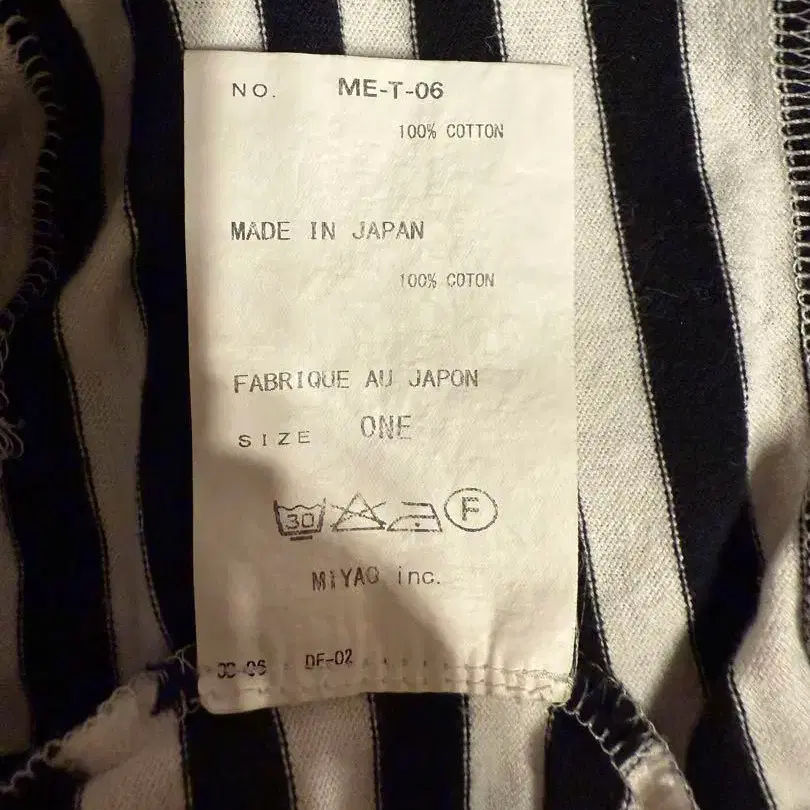 NO. ME-T-06
100% COTTON
MADE IN JAPAN
100% COTON
FABRIQUE AU JAPON
SIZE ONE
30 F
MIYAO inc.
DF-02